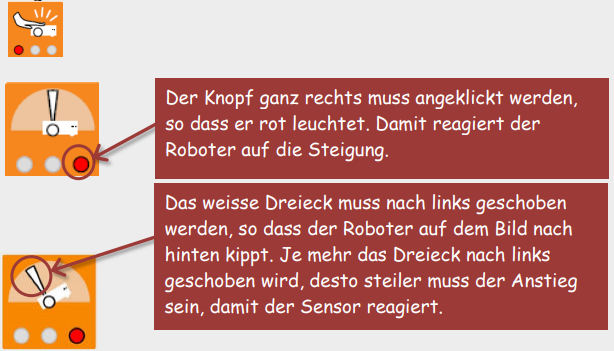 Der Knopf ganz rechts muss angeklickt werden,
so dass er rot leuchtet. Damit reagiert der
Roboter auf die Steigung.
Das weisse Dreieck muss nach links geschoben
werden, so dass der Roboter auf dem Bild nach
hinten kippt. Je mehr das Dreieck nach links
geschoben wird, desto steiler muss der Anstieg
sein, damit der Sensor reagiert.